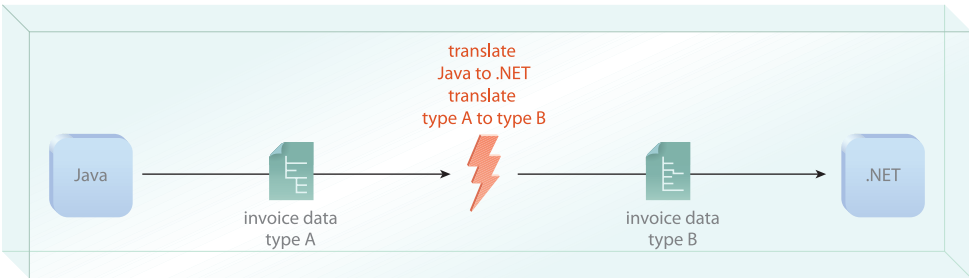 translate
Java to .NET
translate
type A to type B
Java
invoice data
type A
invoice data
type B
.NET